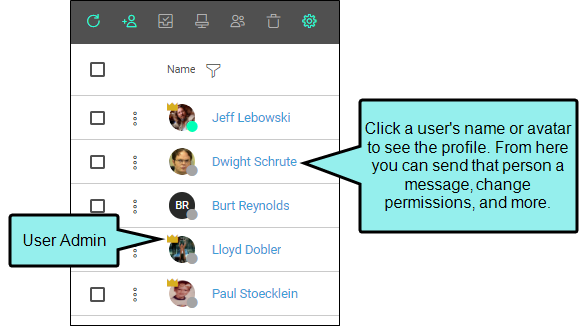 Name
Jeff Lebowski
Dwight Schrute
BR
Burt Reynolds
Lloyd Dobler
Paul Stoecklein
Click a user's name or avatar
to see the profile. From here
you can send that person a
message, change
permissions, and more.
User Admin